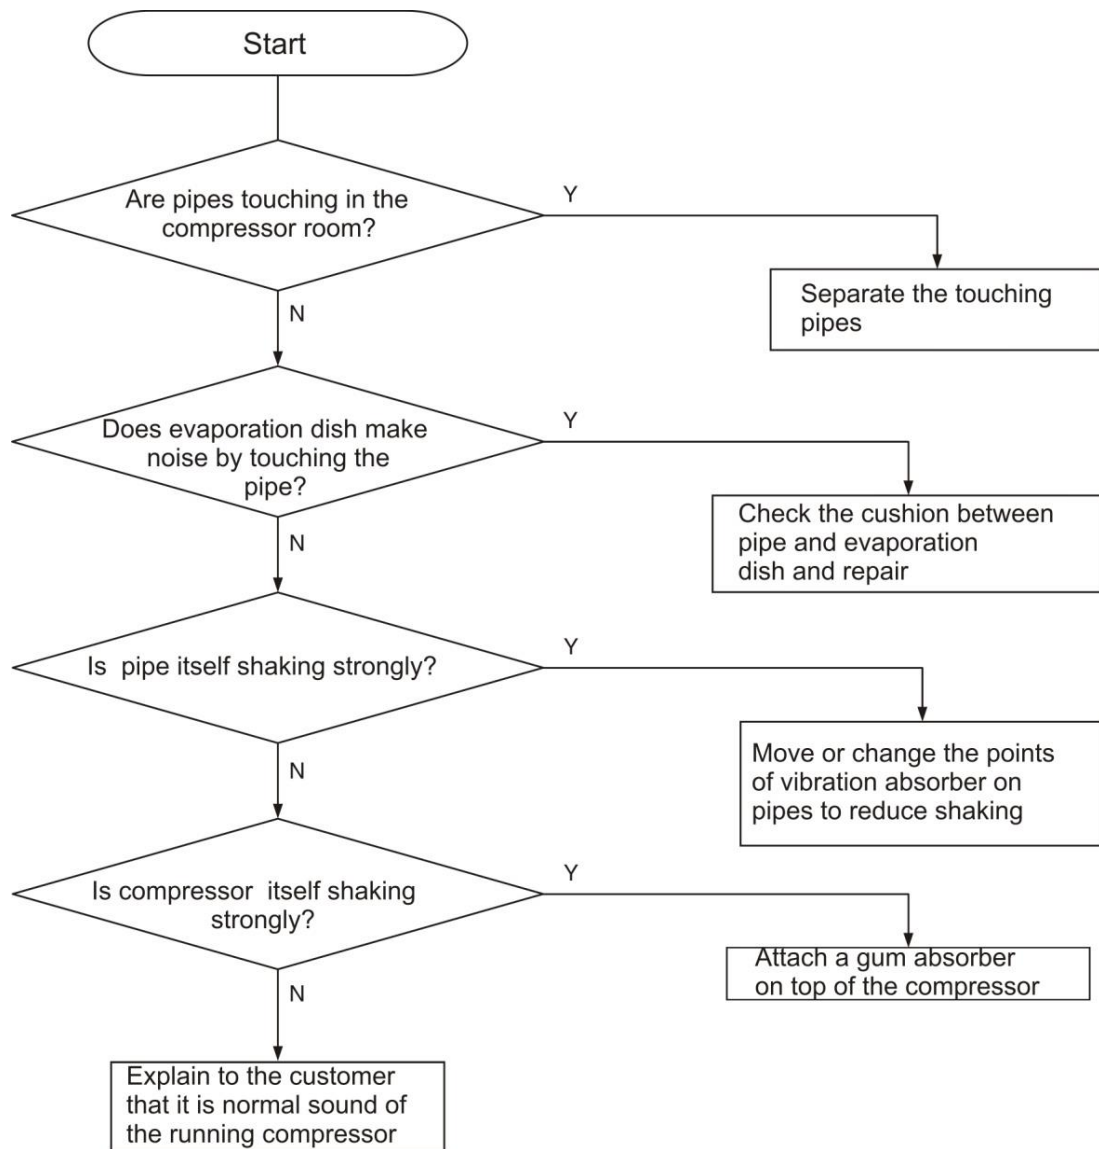 Start
Are pipes touching in the
compressor room?
Y
Separate the touching
pipes
N
Does evaporation dish make
noise by touching the
pipe?
Y
Check the cushion between
pipe and evaporation
dish and repair
N
Is pipe itself shaking strongly?
Y
Move or change the points
of vibration absorber on
pipes to reduce shaking
N
Is compressor itself shaking
strongly?
Y
Attach a gum absorber
on top of the compressor
N
Explain to the customer
that it is normal sound of
the running compressor